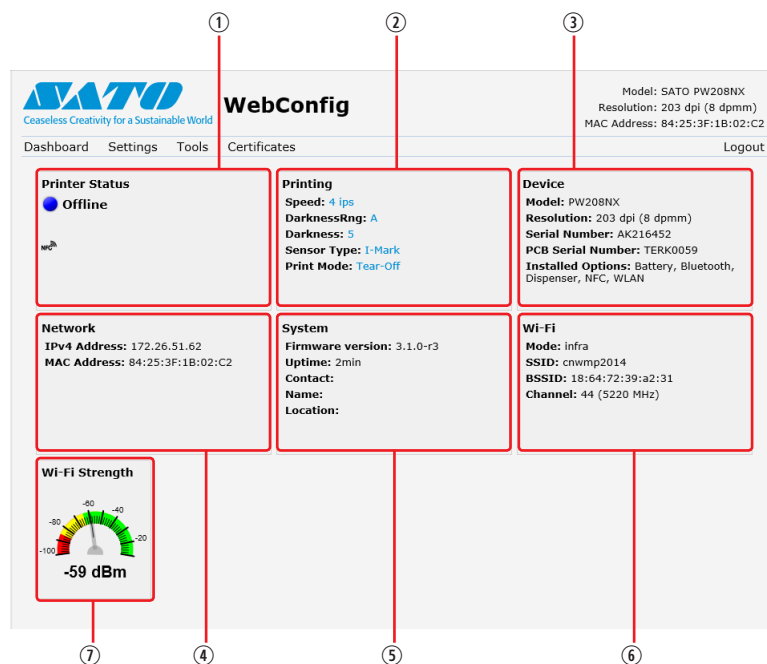 ① ② ③
SATO
Ceaseless Creativity for a Sustainable World
WebConfig
Model: SATO PW208NX
Resolution: 203 dpi (8 dpmm)
MAC Address: 84:25:3F:1B:02:C2
Dashboard Settings Tools Certificates Logout
Printer Status
Offline
NFC
Printing
Speed: 4 ips
DarknessRng: A
Darkness: 5
Sensor Type: I-Mark
Print Mode: Tear-Off
Device
Model: PW208NX
Resolution: 203 dpi (8 dpmm)
Serial Number: AK216452
PCB Serial Number: TERK0059
Installed Options: Battery, Bluetooth,
Dispenser, NFC, WLAN
Network
IPv4 Address: 172.26.51.62
MAC Address: 84:25:3F:1B:02:C2
System
Firmware version: 3.1.0-r3
Uptime: 2min
Contact:
Name:
Location:
Wi-Fi
Mode: infra
SSID: cnwmp2014
BSSID: 18:64:72:39:a2:31
Channel: 44 (5220 MHz)
Wi-Fi Strength
-100
-80
-60
-40
-20
-59 dBm
⑦ ④ ⑤ ⑥